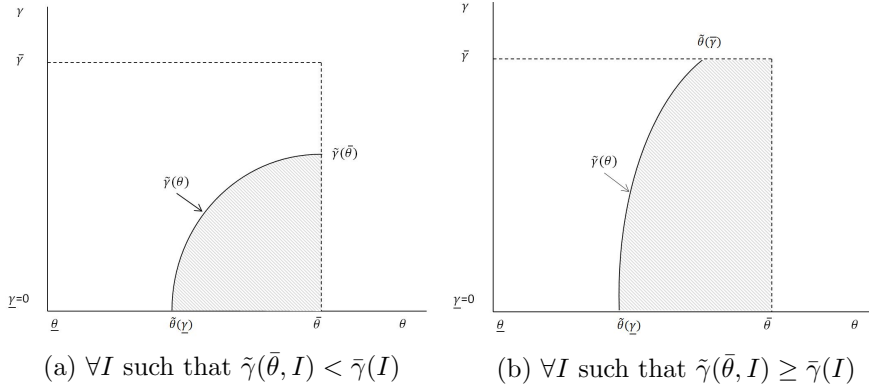 γ
γ̄
γ̃(θ̄)
γ̃(θ)
γ̲=0
θ̲
θ̃(γ̲)
θ̄
θ
(a) ∀I such that γ̃(θ̄, I) < γ̄(I)
γ
θ̃(γ̄)
γ̄
γ̃(θ)
γ̲=0
θ̲
θ̃(γ̲)
θ̄
θ
(b) ∀I such that γ̃(θ̄, I) ≥ γ̄(I)